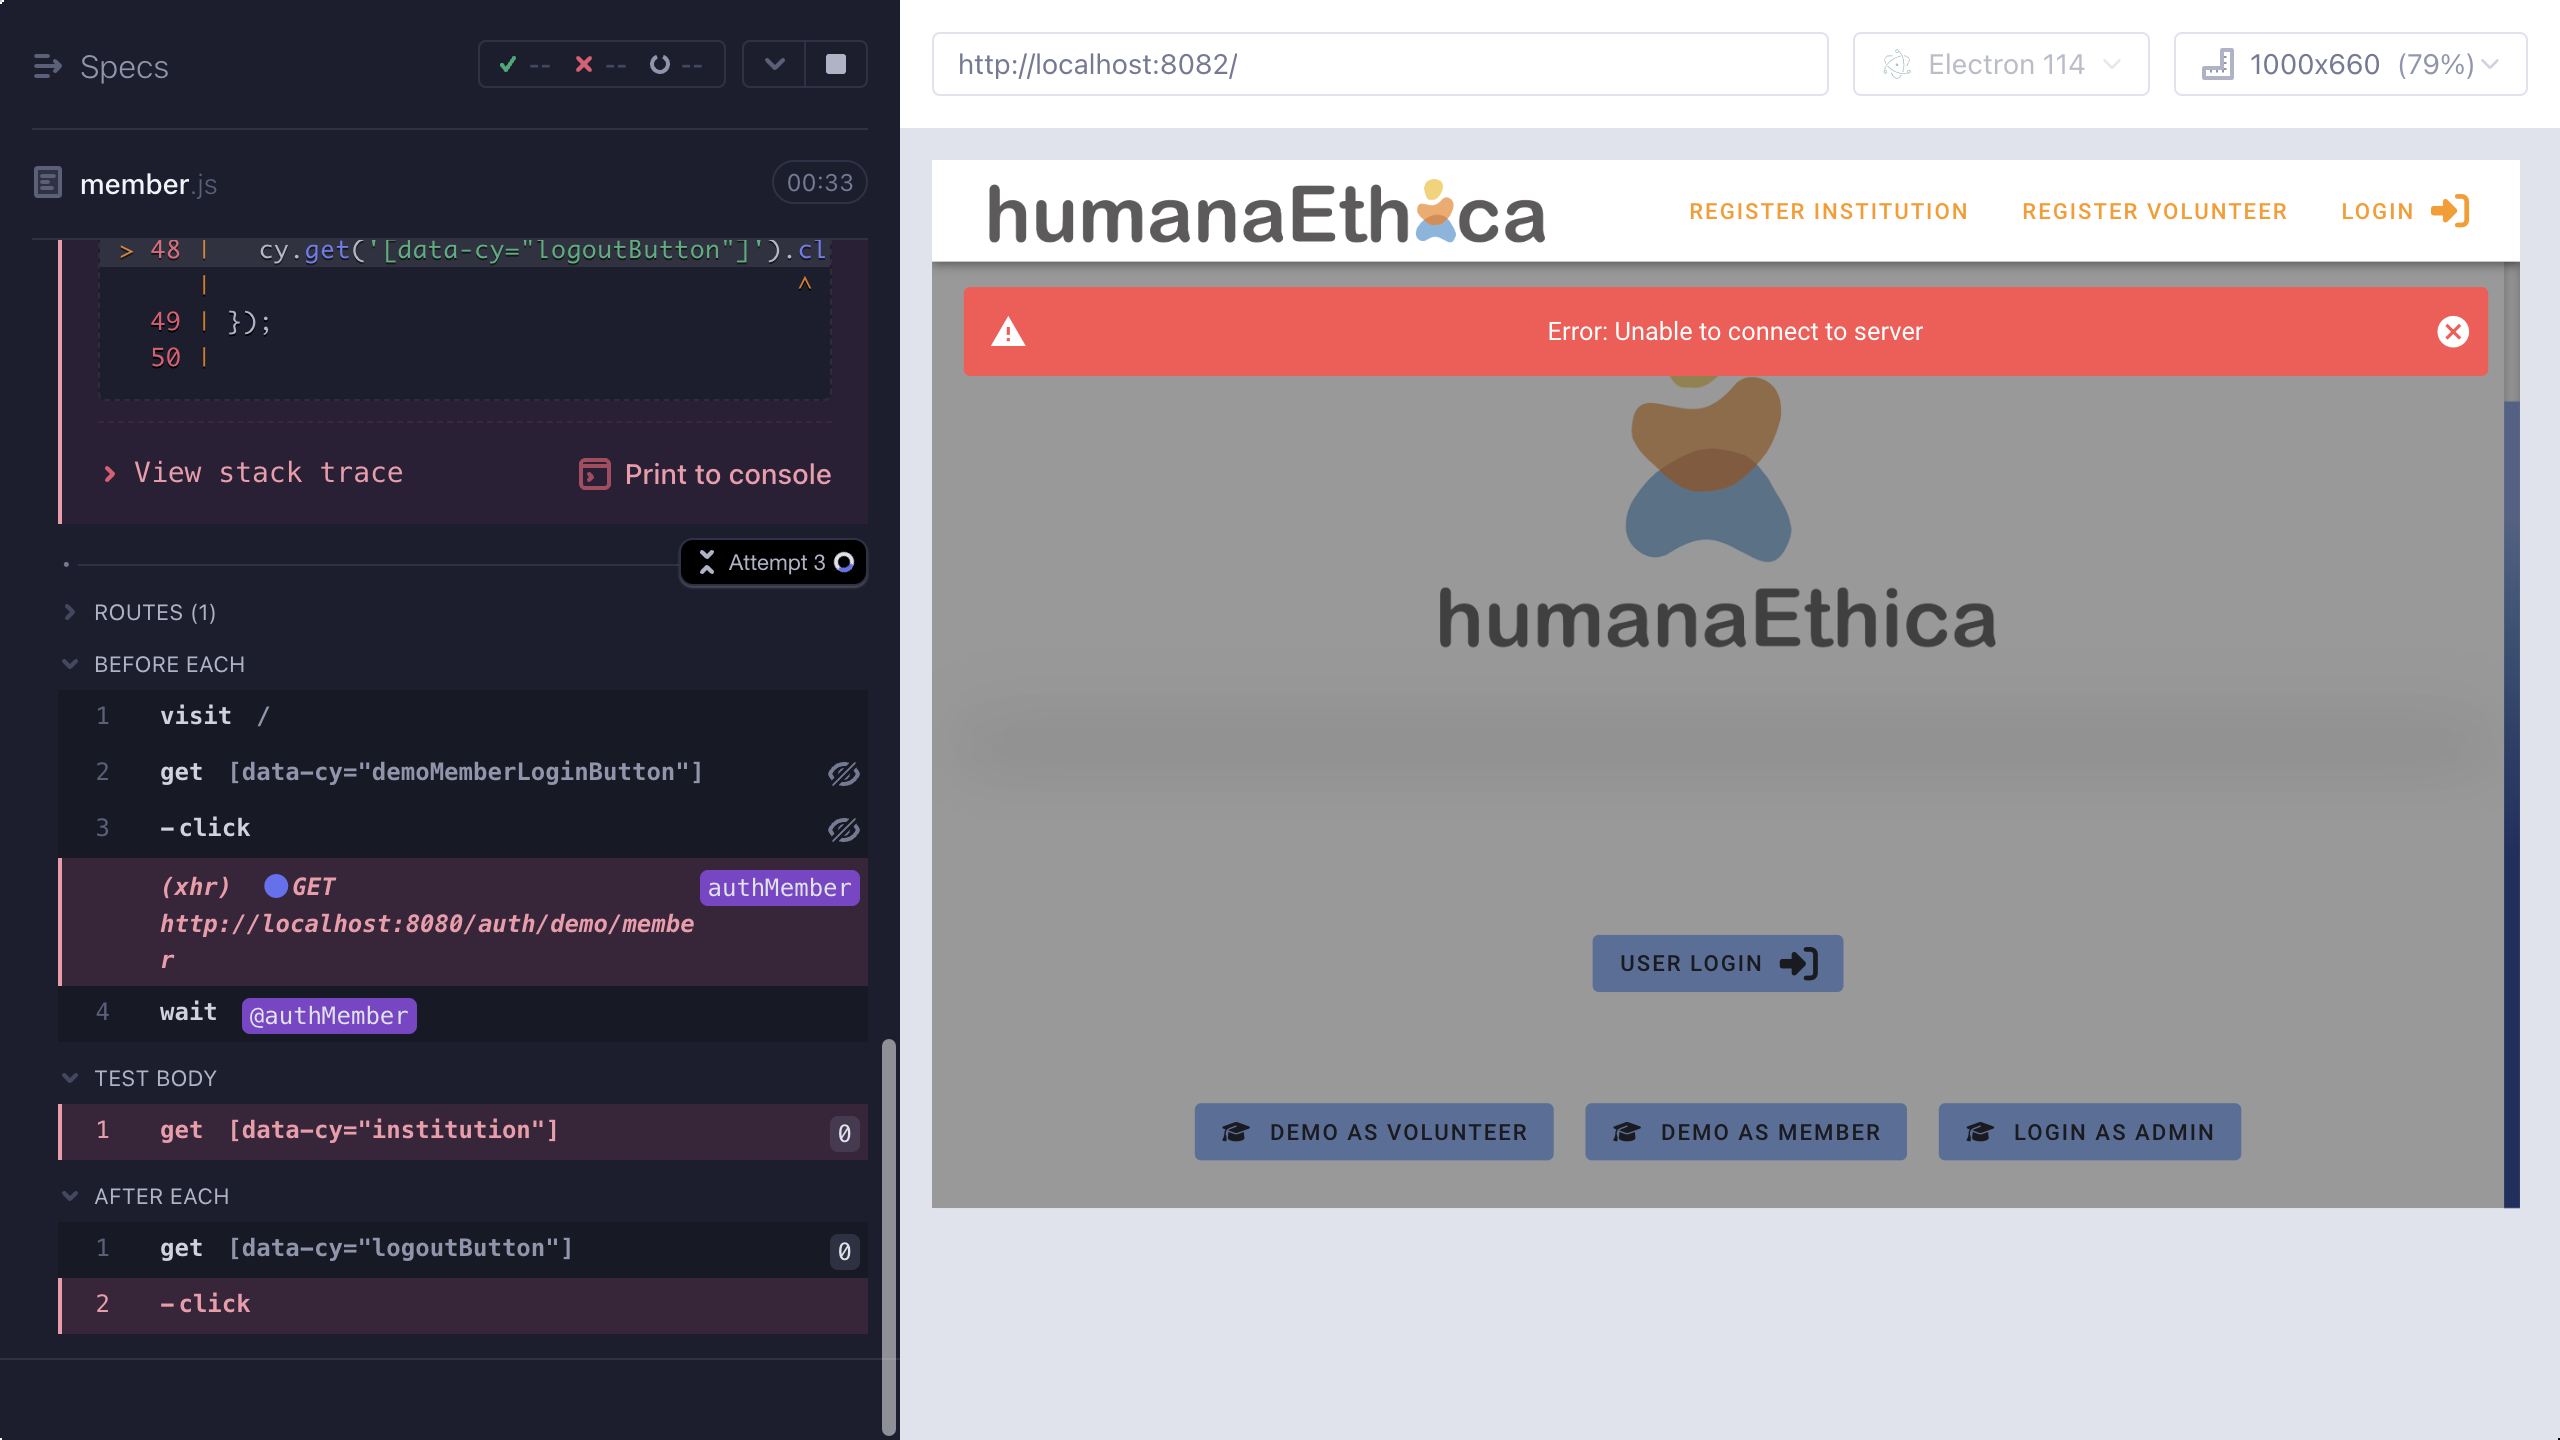 Specs
-- -- --
member.js
00:33
> 48 | cy.get('[data-cy="logoutButton"]').cl
| ^
49 | });
50 |
View stack trace
Print to console
Attempt 3
ROUTES (1)
BEFORE EACH
1 visit /
2 get [data-cy="demoMemberLoginButton"]
3 -click
(xhr) GET authMember
http://localhost:8080/auth/demo/membe
r
4 wait @authMember
TEST BODY
1 get [data-cy="institution"] 0
AFTER EACH
1 get [data-cy="logoutButton"] 0
2 -click
http://localhost:8082/
Electron 114
1000x660 (79%)
humanaEthica
REGISTER INSTITUTION
REGISTER VOLUNTEER
LOGIN
Error: Unable to connect to server
humanaEthica
USER LOGIN
DEMO AS VOLUNTEER
DEMO AS MEMBER
LOGIN AS ADMIN